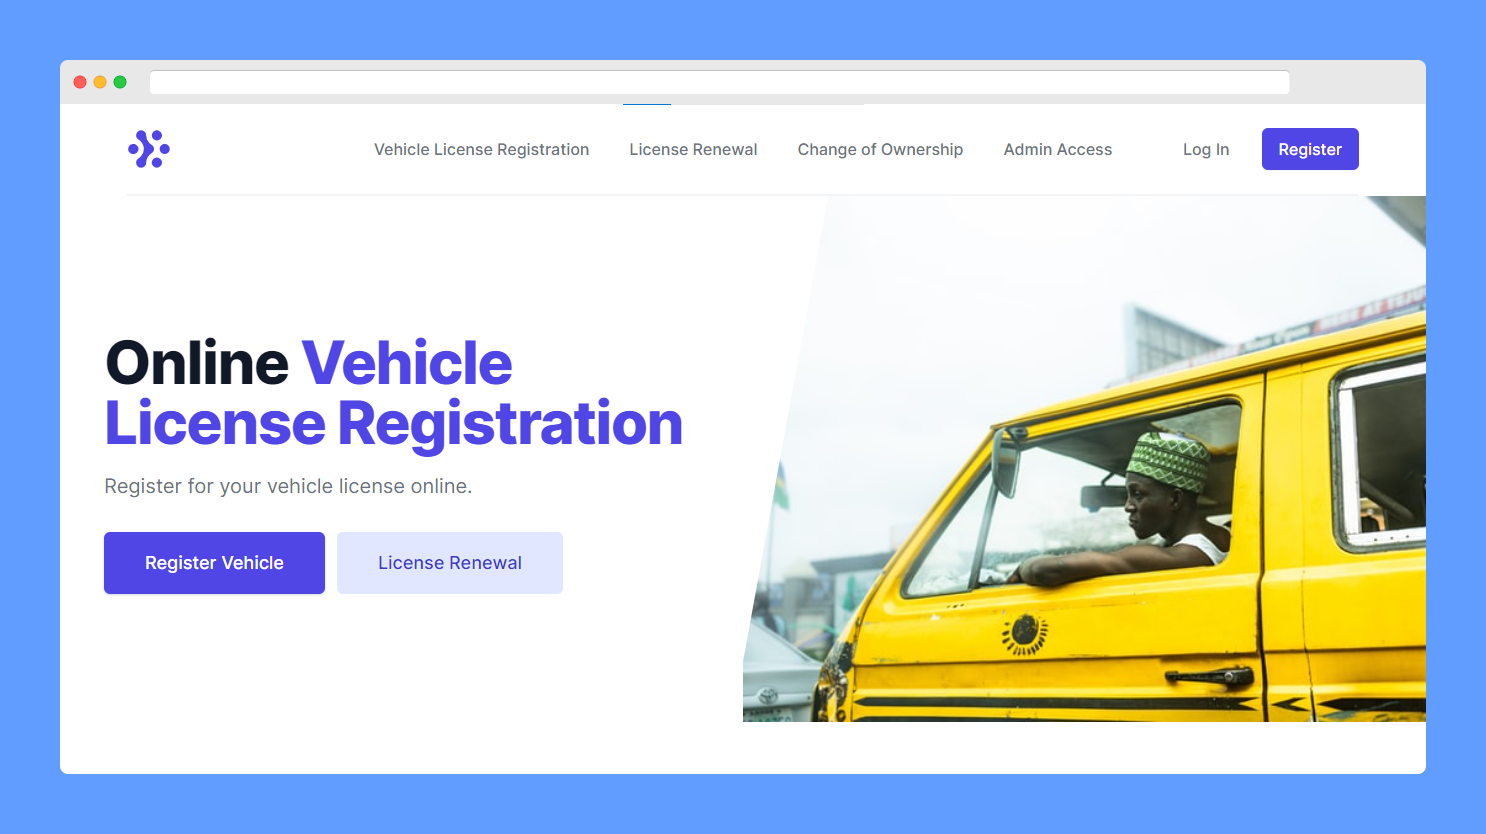 Vehicle License Registration
License Renewal
Change of Ownership
Admin Access
Log In
Register
Online Vehicle
License Registration
Register for your vehicle license online.
Register Vehicle
License Renewal